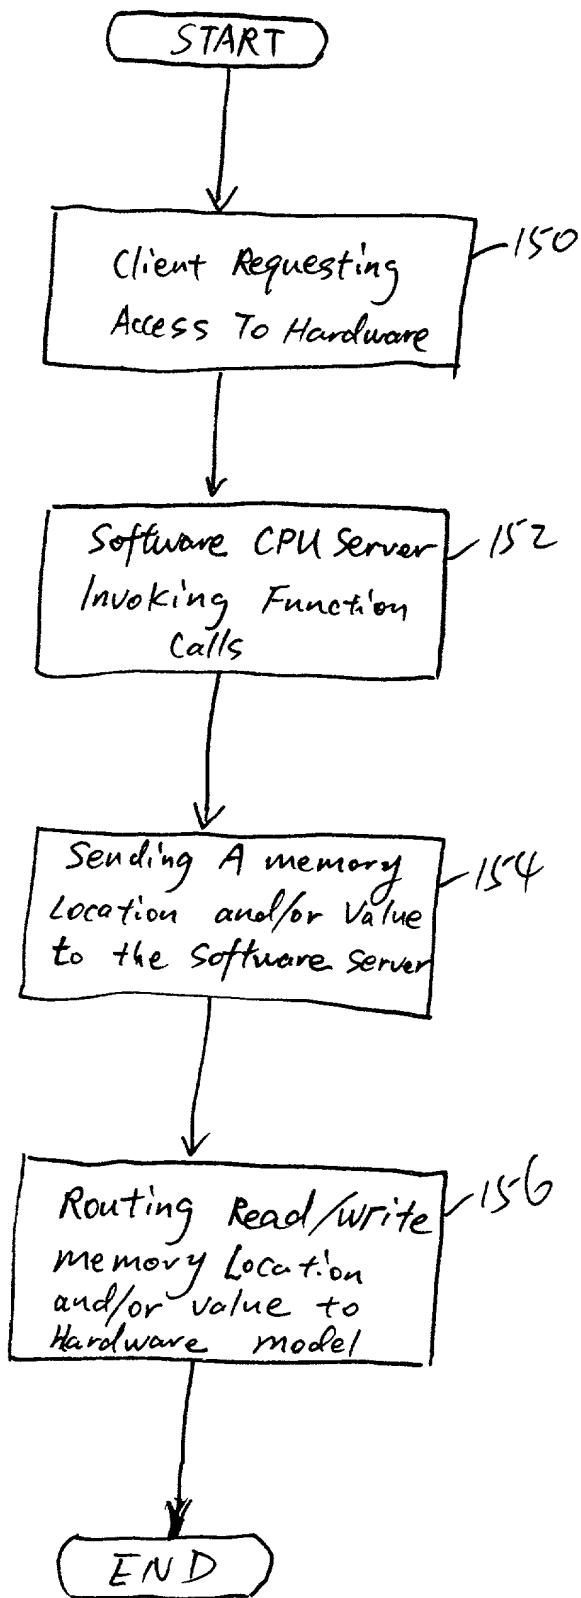 START
Client Requesting
Access To Hardware
150
Software CPU Server
Invoking Function
Calls
152
Sending A memory
Location and/or Value
to the Software Server
154
Routing Read/write
memory Location
and/or value to
Hardware model
156
END